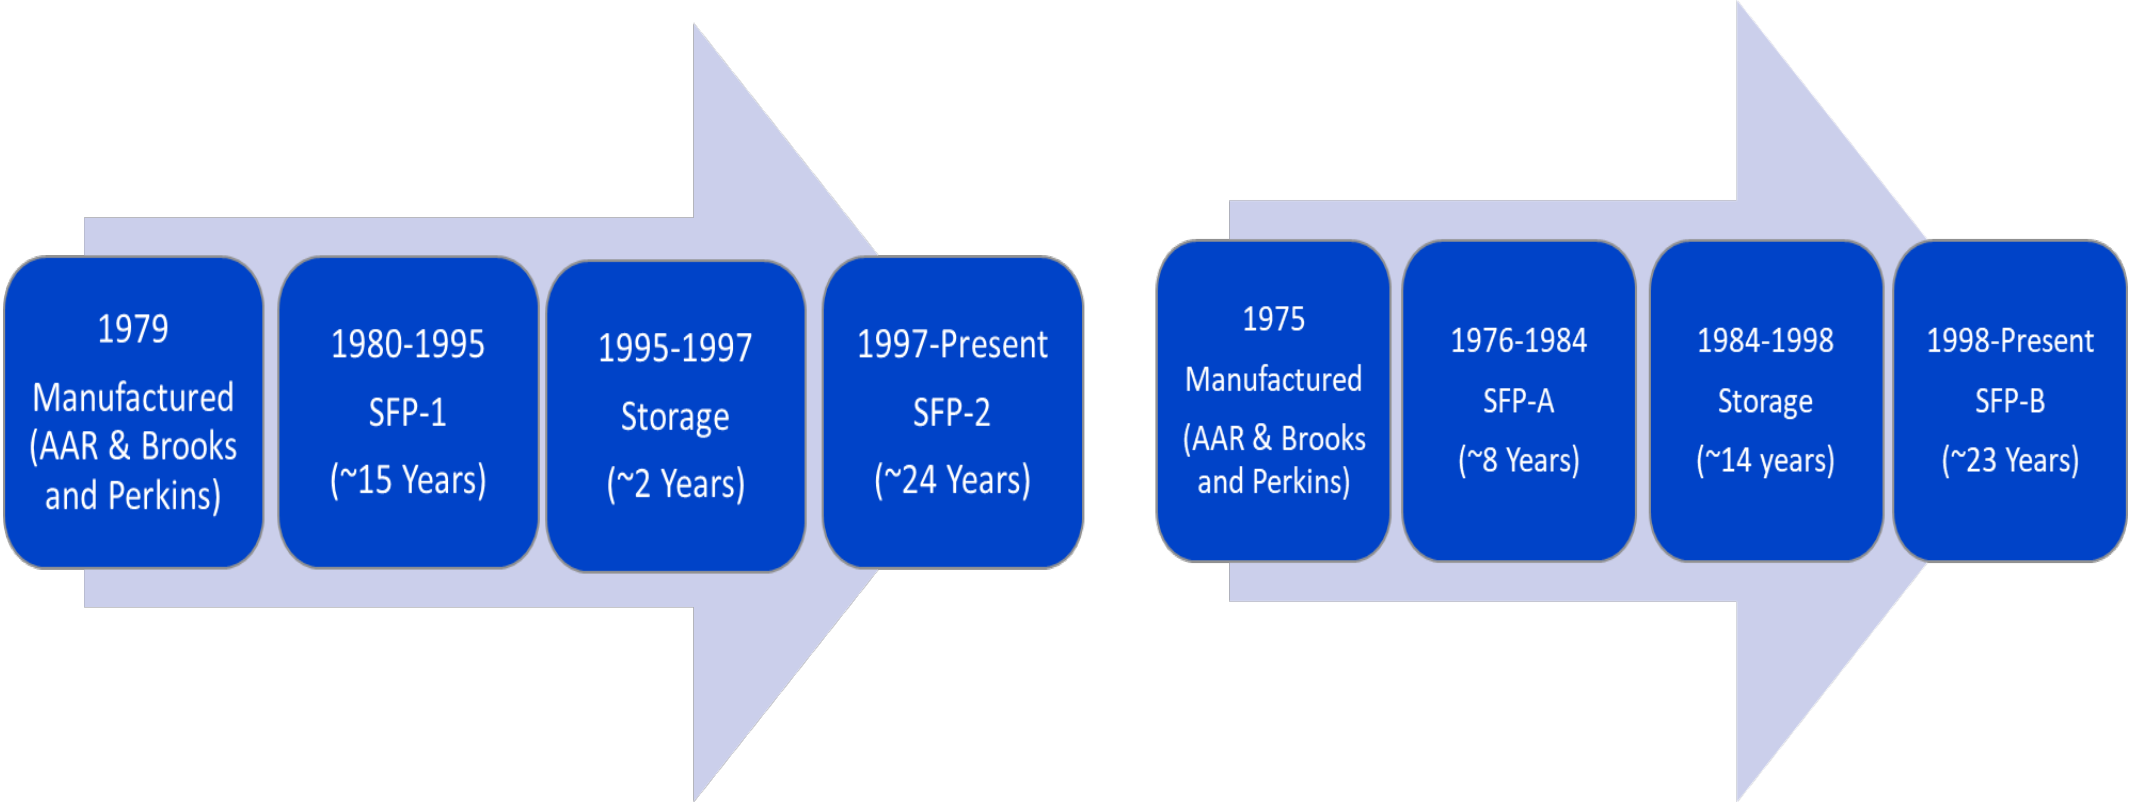 1979
Manufactured
(AAR & Brooks
and Perkins)
1980-1995
SFP-1
(~15 Years)
1995-1997
Storage
(~2 Years)
1997-Present
SFP-2
(~24 Years)
1975
Manufactured
(AAR & Brooks
and Perkins)
1976-1984
SFP-A
(~8 Years)
1984-1998
Storage
(~14 years)
1998-Present
SFP-B
(~23 Years)